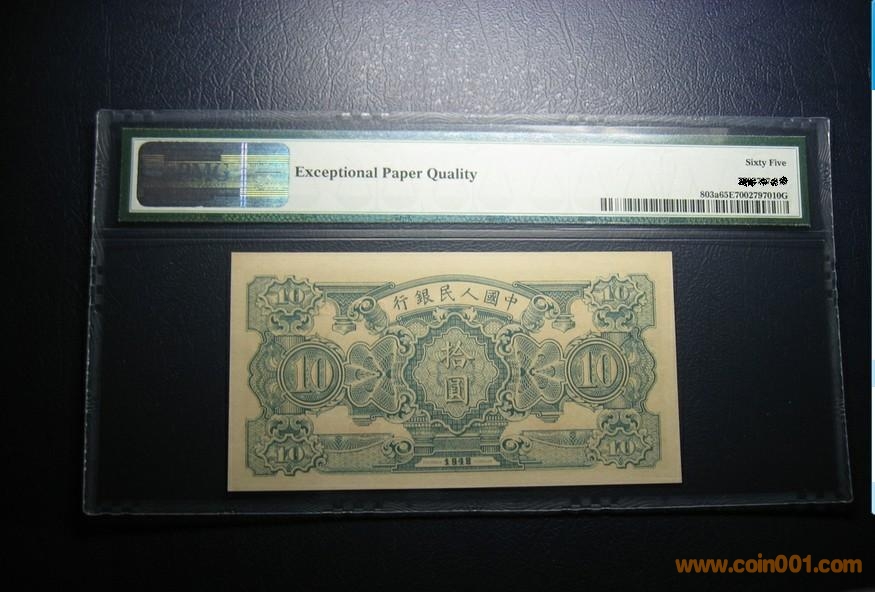 PMG
Exceptional Paper Quality
Sixty Five
803a65E7002797010G
行銀民人國中
10 10
10 拾 10
圓
10 10
1948
www.coin001.com